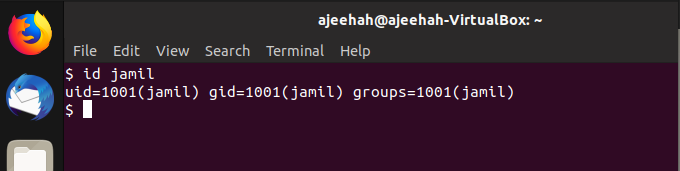 ajeehah@ajeehah-VirtualBox: ~
File Edit View Search Terminal Help
$ id jamil
uid=1001(jamil) gid=1001(jamil) groups=1001(jamil)
$